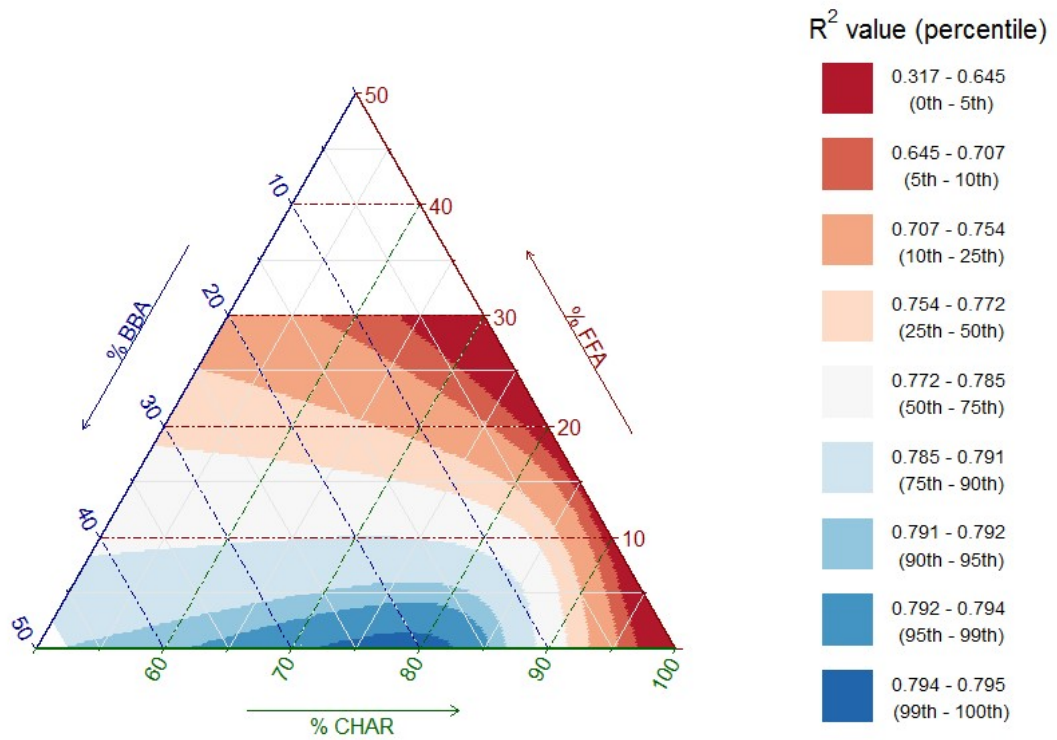 R² value (percentile)
0.317 - 0.645
(0th - 5th)
0.645 - 0.707
(5th - 10th)
0.707 - 0.754
(10th - 25th)
0.754 - 0.772
(25th - 50th)
0.772 - 0.785
(50th - 75th)
0.785 - 0.791
(75th - 90th)
0.791 - 0.792
(90th - 95th)
0.792 - 0.794
(95th - 99th)
0.794 - 0.795
(99th - 100th)
50
40
30
20
10
% FFA
10
20
30
40
50
% BBA
60
70
80
90
100
% CHAR